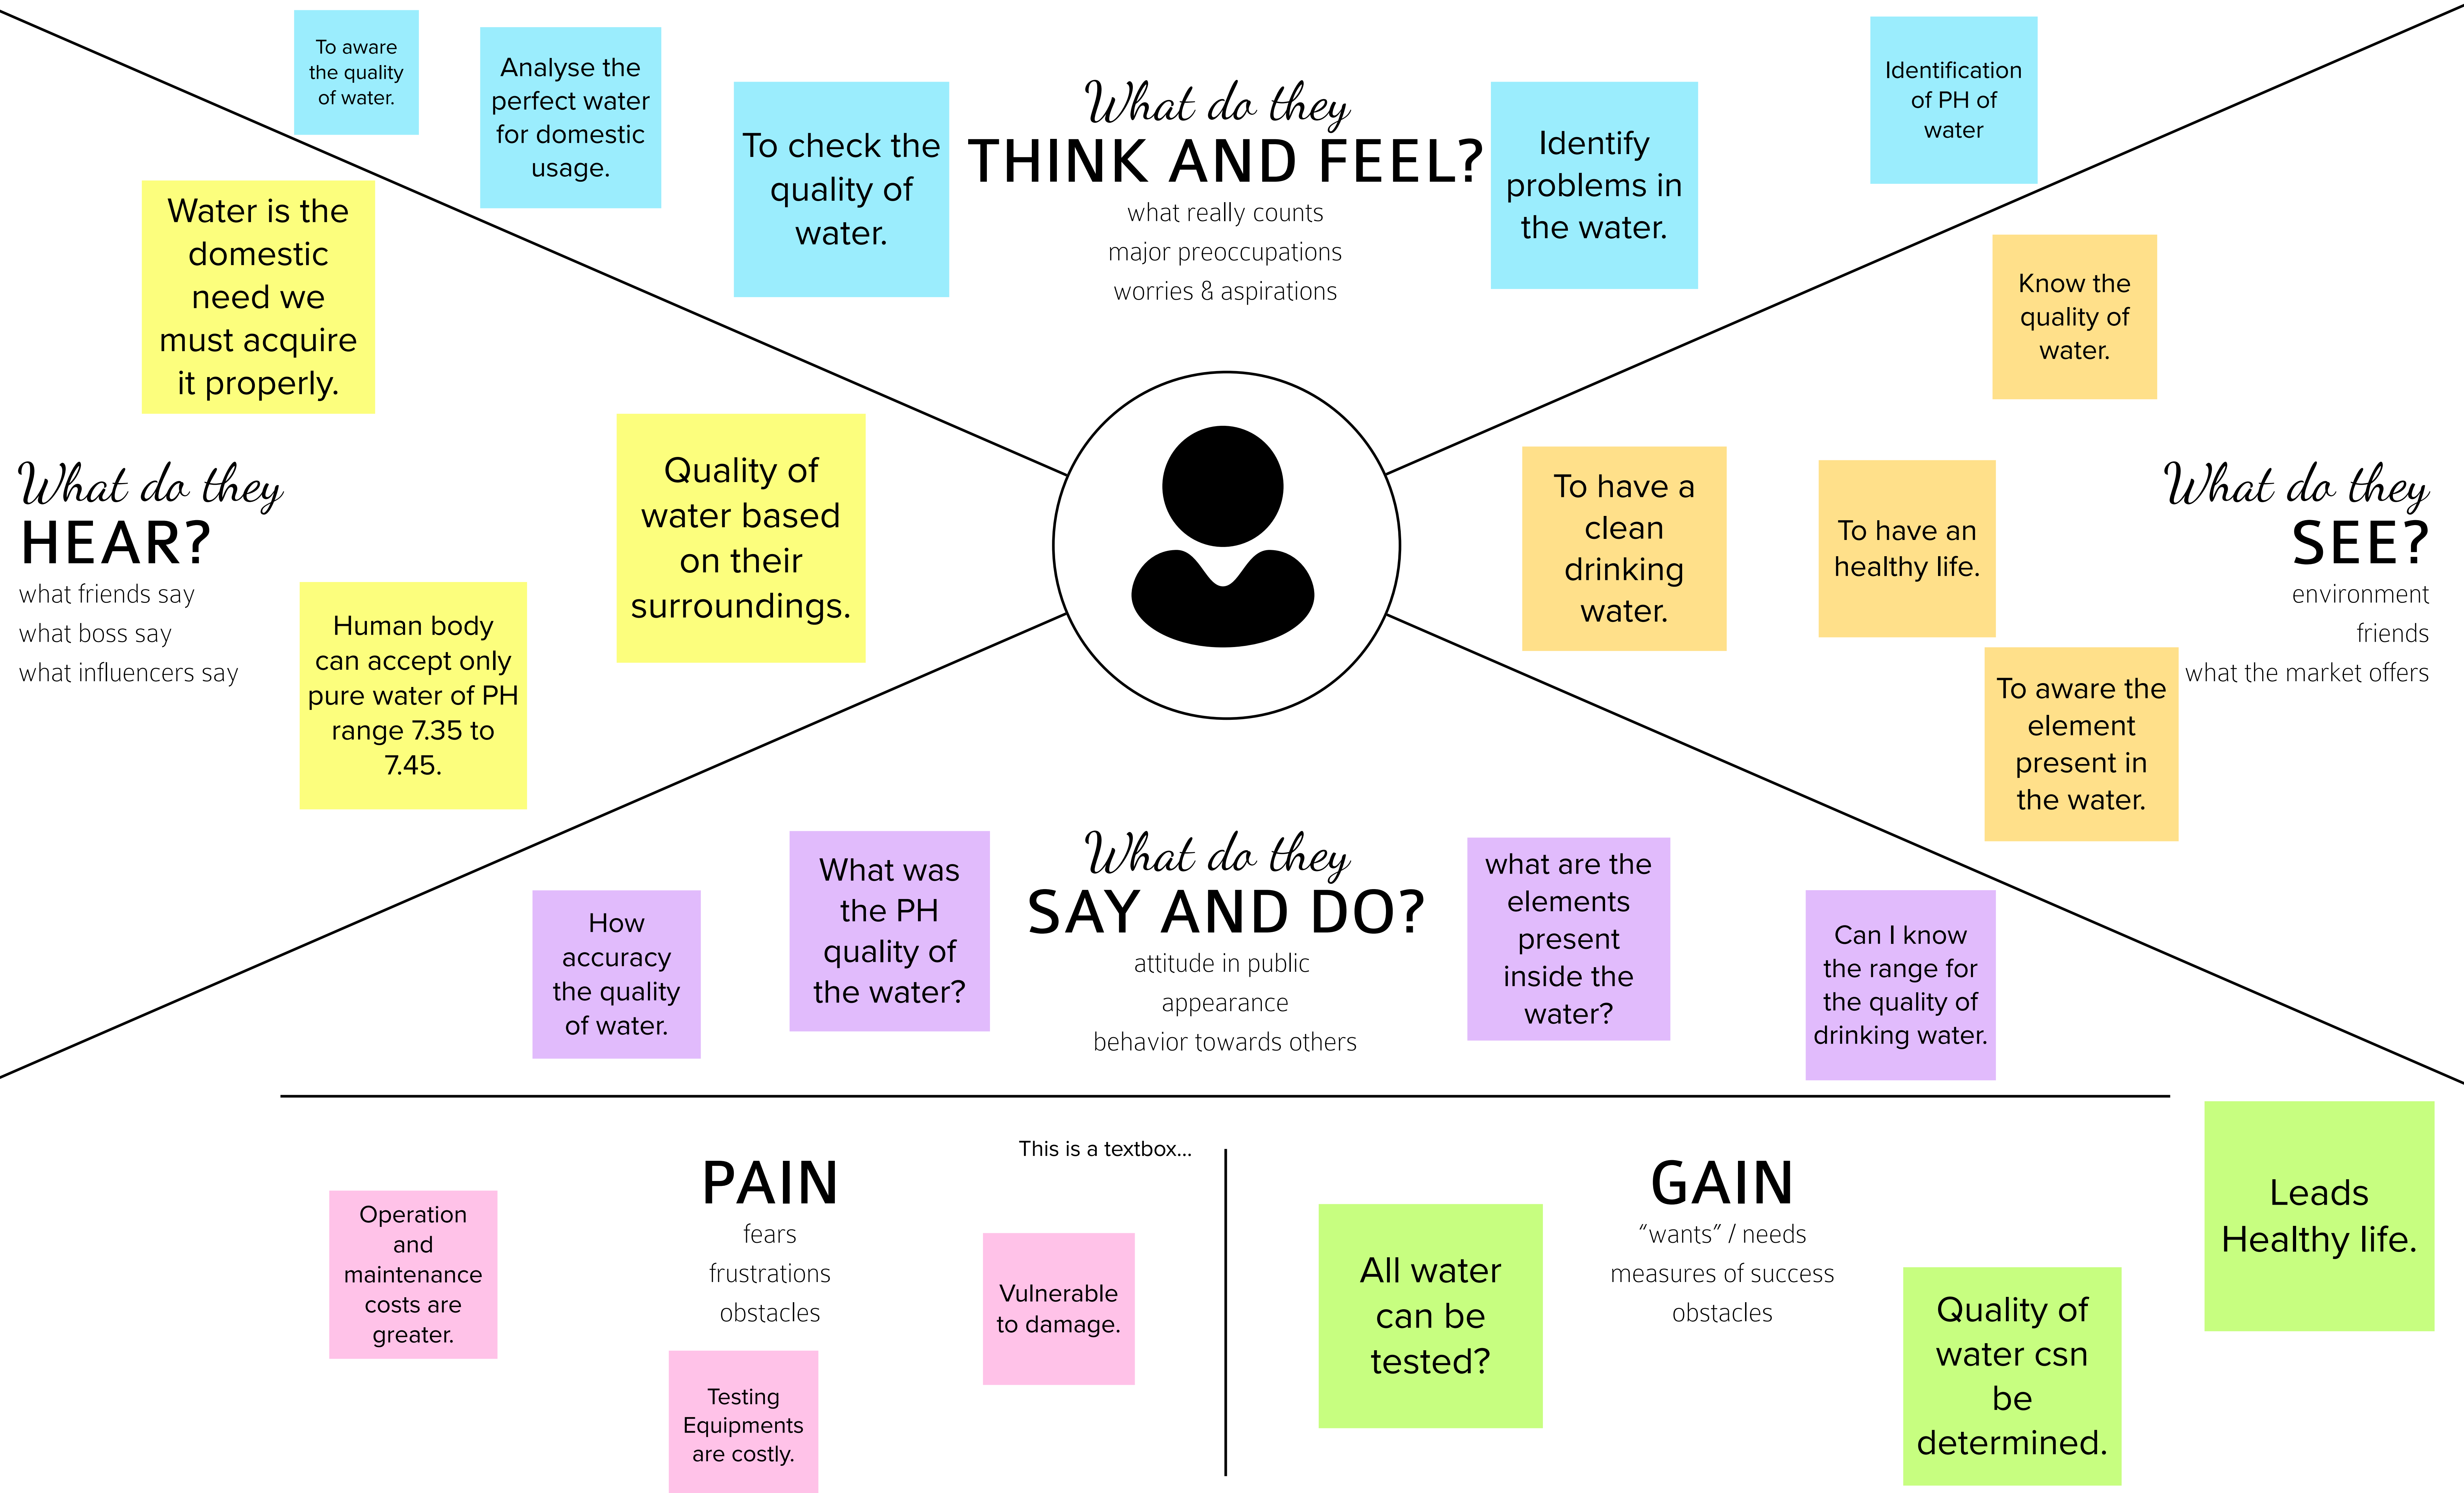 To aware
the quality
of water.
Analyse the
perfect water
for domestic
usage.
To check the
quality of
water.
What do they
THINK AND FEEL?
what really counts
major preoccupations
worries & aspirations
Identify
problems in
the water.
Identification
of PH of
water
Water is the
domestic
need we
must acquire
it properly.
What do they
HEAR?
what friends say
what boss say
what influencers say
Quality of
water based
on their
surroundings.
Human body
can accept only
pure water of PH
range 7.35 to
7.45.
Know the
quality of
water.
To have a
clean
drinking
water.
To have an
healthy life.
What do they
SEE?
environment
friends
what the market offers
To aware the
element
present in
the water.
How
accuracy
the quality
of water.
What was
the PH
quality of
the water?
What do they
SAY AND DO?
attitude in public
appearance
behavior towards others
what are the
elements
present
inside the
water?
Can I know
the range for
the quality of
drinking water.
This is a textbox...
PAIN
fears
frustrations
obstacles
Operation
and
maintenance
costs are
greater.
Testing
Equipments
are costly.
Vulnerable
to damage.
GAIN
“wants” / needs
measures of success
obstacles
All water
can be
tested?
Quality of
water csn
be
determined.
Leads
Healthy life.